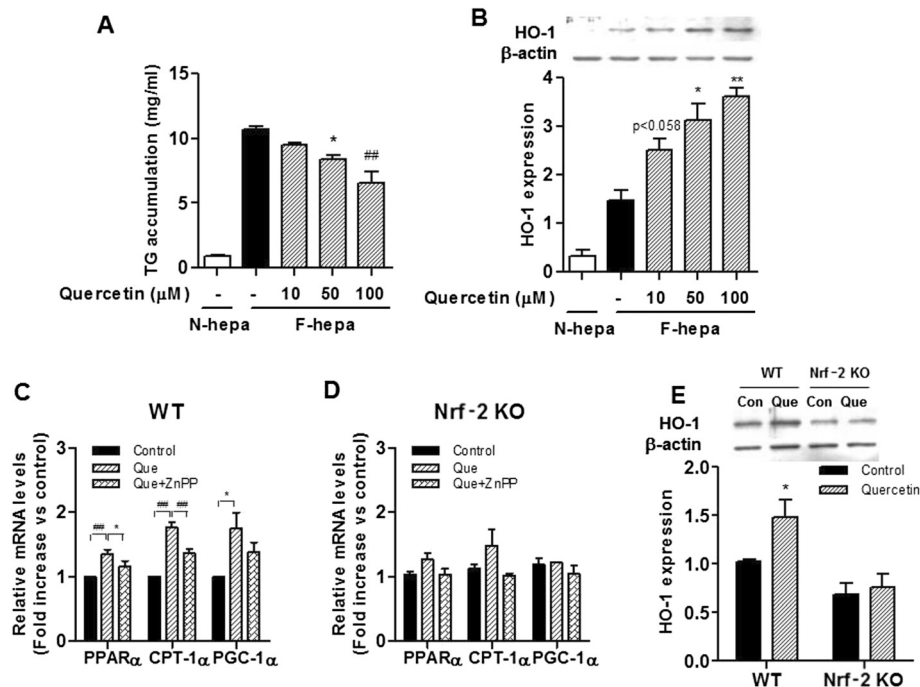 A
TG accumulation (mg/ml)
15
10
5
0
*
##
Quercetin (μM) - - 10 50 100
N-hepa F-hepa
B
HO-1
β-actin
HO-1 expression
4
3
2
1
0
p<0.058
*
**
Quercetin (μM) - - 10 50 100
N-hepa F-hepa
C
WT
Relative mRNA levels
(Fold increase vs control)
3
2
1
0
Control
Que
Que+ZnPP
## *
## ##
*
PPARα CPT-1α PGC-1α
D
Nrf-2 KO
Relative mRNA levels
(Fold increase vs control)
3
2
1
0
Control
Que
Que+ZnPP
PPARα CPT-1α PGC-1α
E
WT Nrf-2 KO
Con Que Con Que
HO-1
β-actin
Control
Quercetin
HO-1 expression
2.0
1.5
1.0
0.5
0.0
*
WT Nrf-2 KO